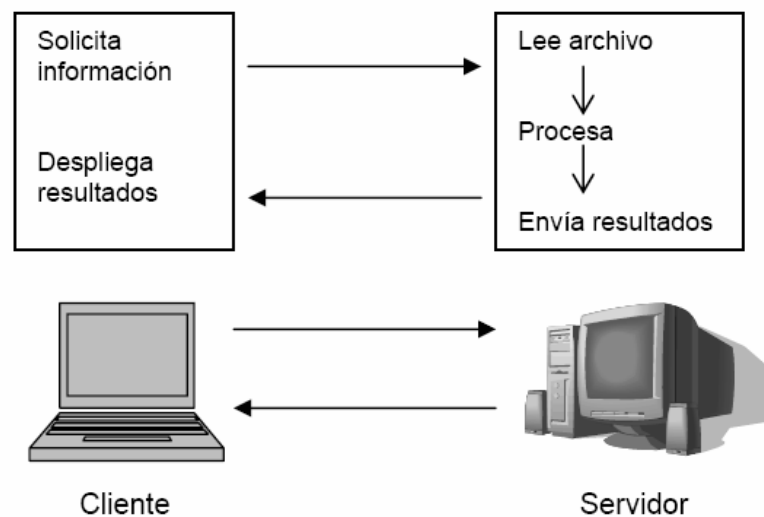 Solicita
información
Despliega
resultados
Lee archivo
Procesa
Envía resultados
Cliente
Servidor